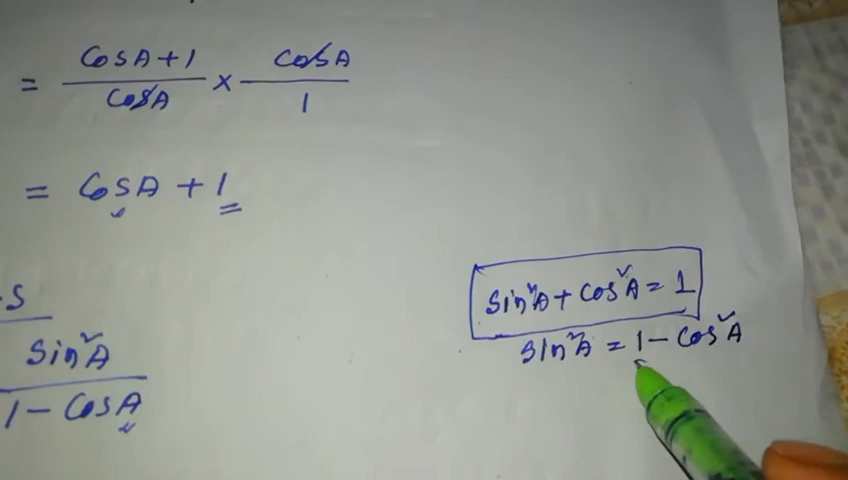 = CosA+1 / CosA × CosA / 1
= CosA + 1
S
Sin²A / 1 - CosA
Sin²A + Cos²A = 1
Sin²A = 1 - Cos²A